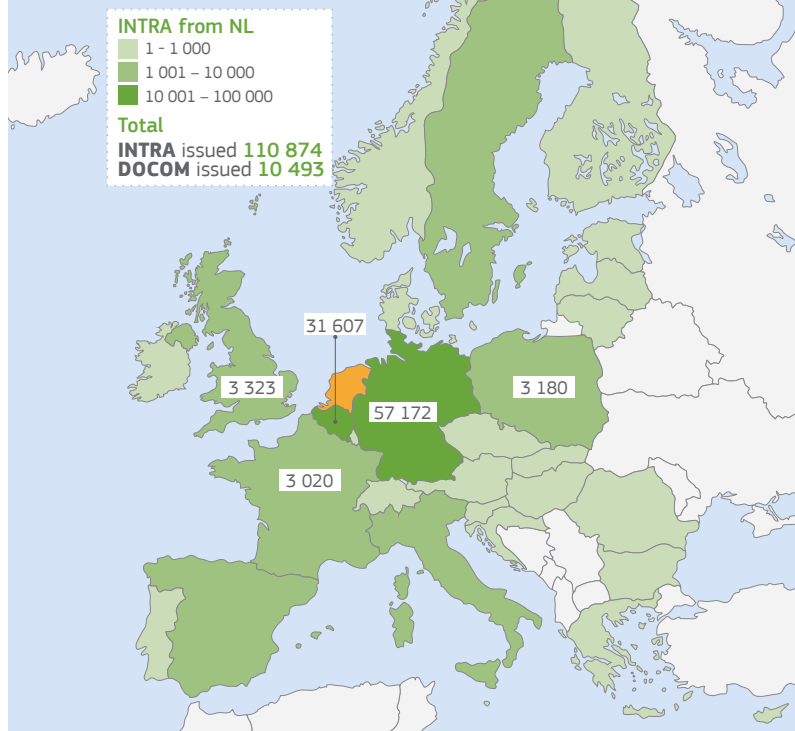 INTRA from NL
1 - 1 000
1 001 – 10 000
10 001 – 100 000
Total
INTRA issued 110 874
DOCOM issued 10 493
31 607
3 323
57 172
3 180
3 020